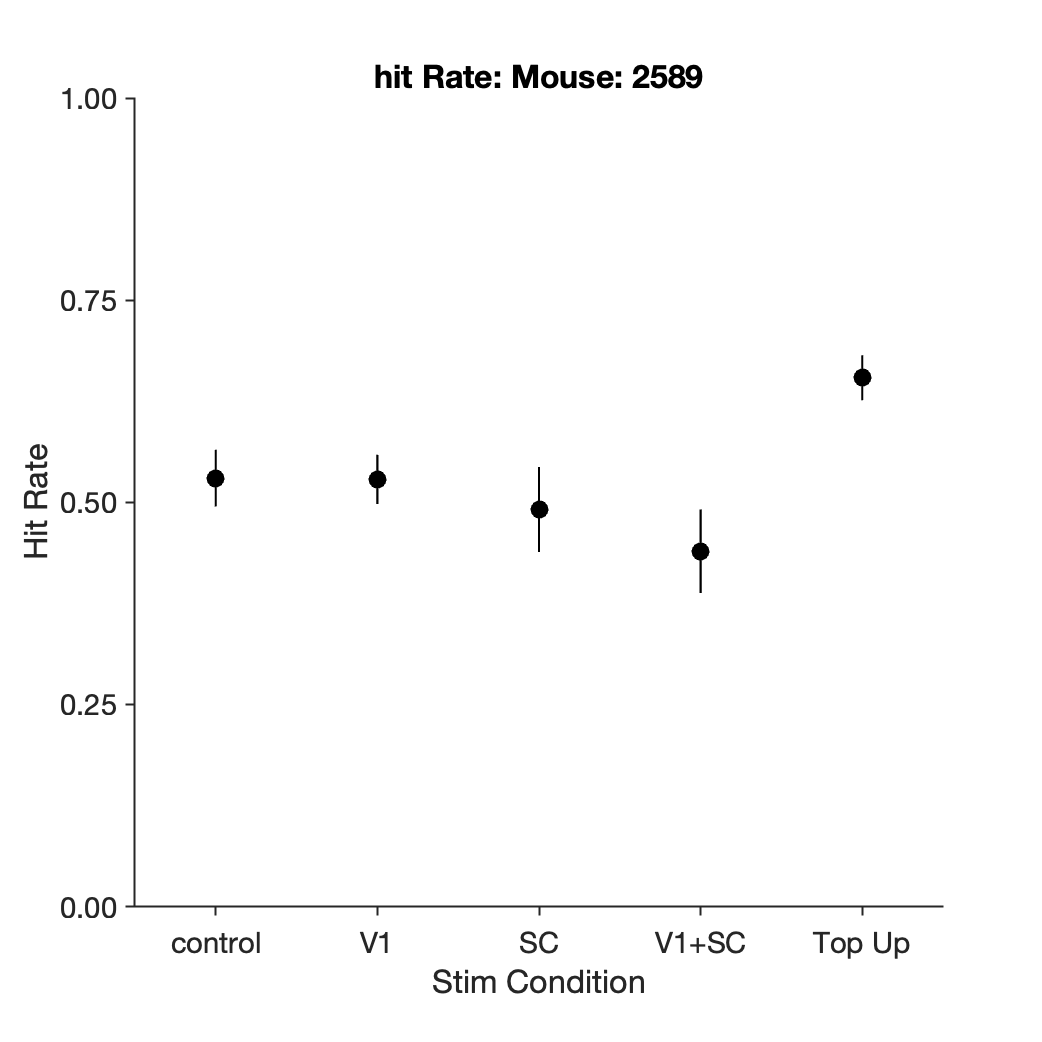 hit Rate: Mouse: 2589
1.00
0.75
0.50
0.25
0.00
Hit Rate
control V1 SC V1+SC Top Up
Stim Condition